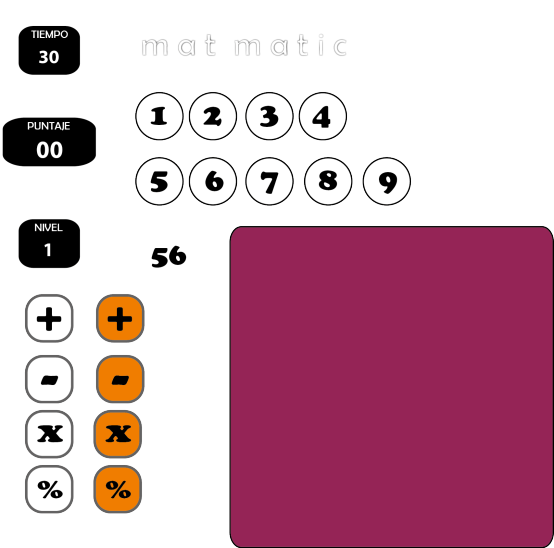 TIEMPO
30
mat matic
PUNTAJE
00
1 2 3 4
5 6 7 8 9
NIVEL
1
56
+ +
- -
x x
% %